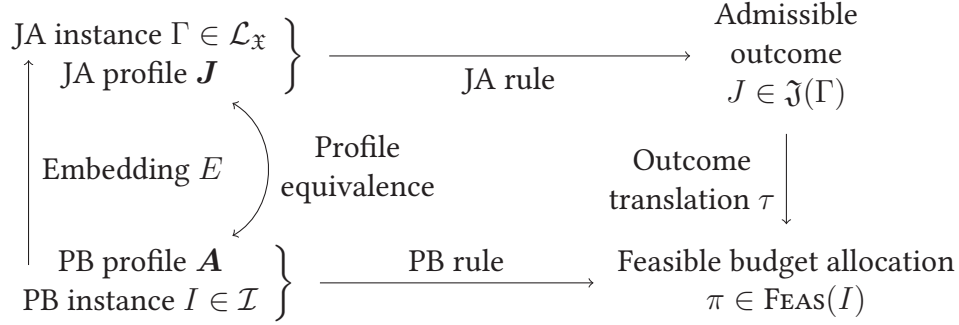 JA instance Γ ∈ ℒ_𝔛
JA profile 𝑱
JA rule
Admissible
outcome
J ∈ 𝔍(Γ)
Embedding E
Profile
equivalence
Outcome
translation τ
PB profile 𝑨
PB instance I ∈ ℐ
PB rule
Feasible budget allocation
π ∈ FEAS(I)